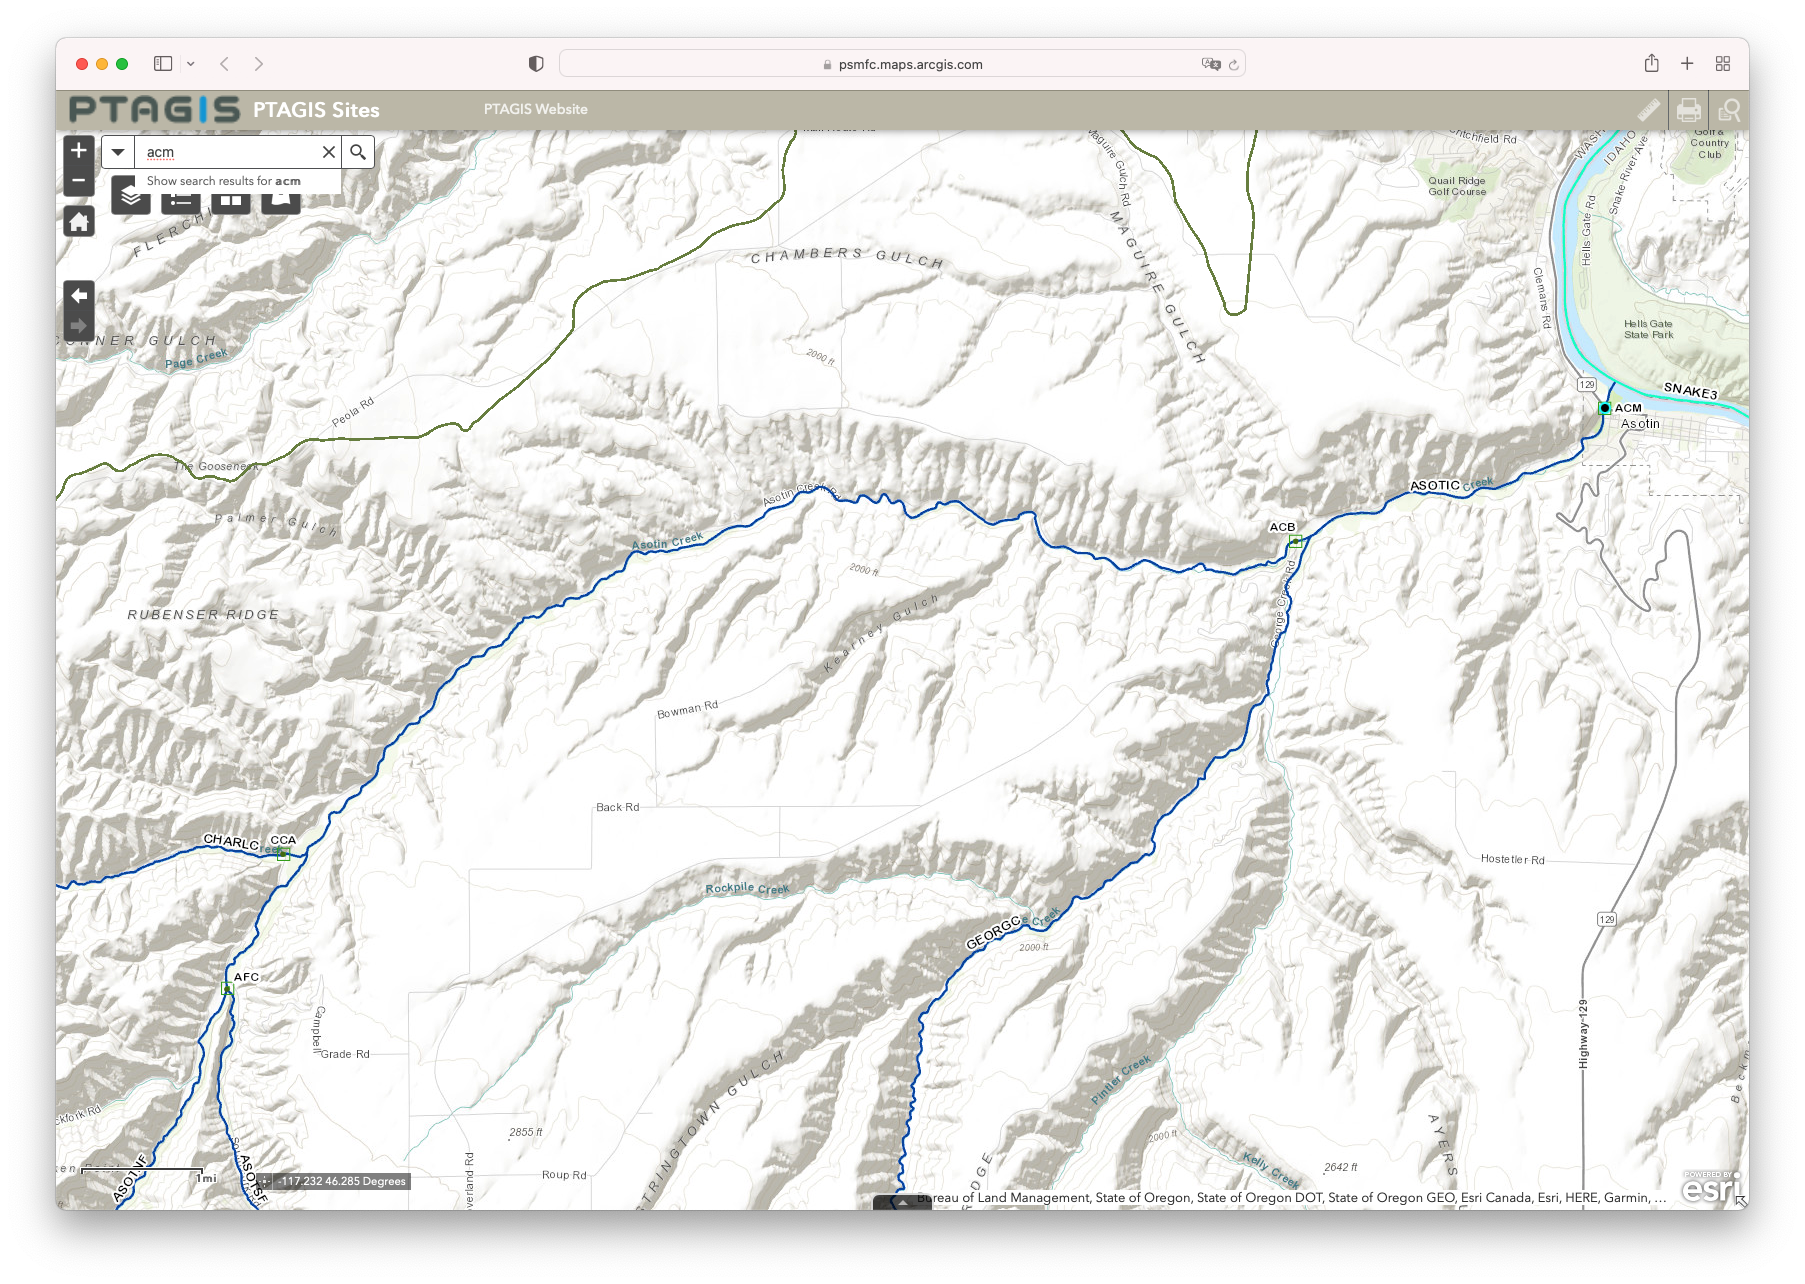 psmfc.maps.arcgis.com
PTAGIS PTAGIS Sites
PTAGIS Website
+
acm
−
Show search results for acm
Critchfield Rd
WASH
IDAHO
Snake River Ave
Golf &
Country
Club
Maguire Gulch Rd
Quail Ridge
Golf Course
Hells Gate Rd
CHAMBERS GULCH
MAGUIRE GULCH
Clemans Rd
Hells Gate
State Park
GULCH
Page Creek
2000 ft
129
SNAKE3
Peola Rd
ACM
Asotin
The Gooseneck
ASOTIC Creek
Asotin Creek Rd
Palmer Gulch
ACB
Asotin Creek
2000 ft
George Creek Rd
Kearney Gulch
RUBENSER RIDGE
Bowman Rd
Back Rd
CHARLC CCA
Hostetler Rd
Rockpile Creek
GEORGC e Creek
129
2000 ft
AFC
Campbell
Grade Rd
Highway 129
STRINGTOWN GULCH
Pintler Creek
2855 ft
2000 ft
AYERS
Kelly Creek
2642 ft
Roup Rd
ASOTNF
ASOTSF
1mi
-117.232 46.285 Degrees
Bureau of Land Management, State of Oregon, State of Oregon DOT, State of Oregon GEO, Esri Canada, Esri, HERE, Garmin, …
POWERED BY
esri